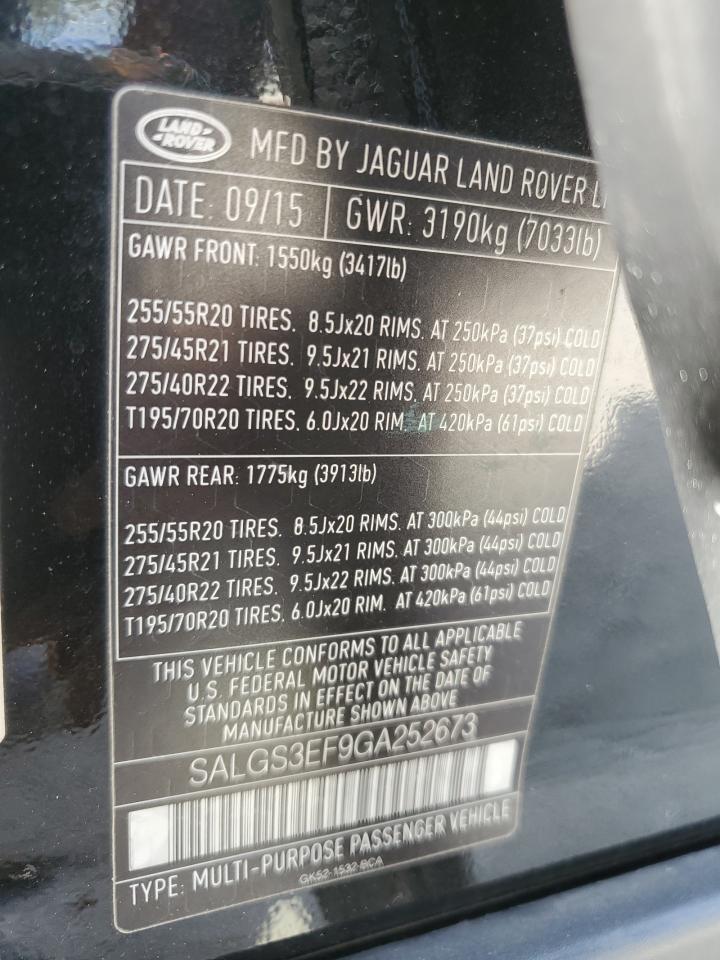 LAND-
-ROVER
MFD BY JAGUAR LAND ROVER
DATE: 09/15 GWR: 3190kg (7033lb)
GAWR FRONT: 1550kg (3417lb)
255/55R20 TIRES. 8.5Jx20 RIMS. AT 250kPa (37psi) COLD
275/45R21 TIRES. 9.5Jx21 RIMS. AT 250kPa (37psi) COLD
275/40R22 TIRES. 9.5Jx22 RIMS. AT 250kPa (37psi) COLD
T195/70R20 TIRES. 6.0Jx20 RIM. AT 420kPa (61psi) COLD
GAWR REAR: 1775kg (3913lb)
255/55R20 TIRES. 8.5Jx20 RIMS. AT 300kPa (44psi) COLD
275/45R21 TIRES. 9.5Jx21 RIMS. AT 300kPa (44psi) COLD
275/40R22 TIRES. 9.5Jx22 RIMS. AT 300kPa (44psi) COLD
T195/70R20 TIRES. 6.0Jx20 RIM. AT 420kPa (61psi) COLD
THIS VEHICLE CONFORMS TO ALL APPLICABLE
U.S. FEDERAL MOTOR VEHICLE SAFETY
STANDARDS IN EFFECT ON THE DATE OF
MANUFACTURE SHOWN ABOVE
SALGS3EF9GA252673
TYPE: MULTI-PURPOSE PASSENGER VEHICLE
GK52-1532-BCA